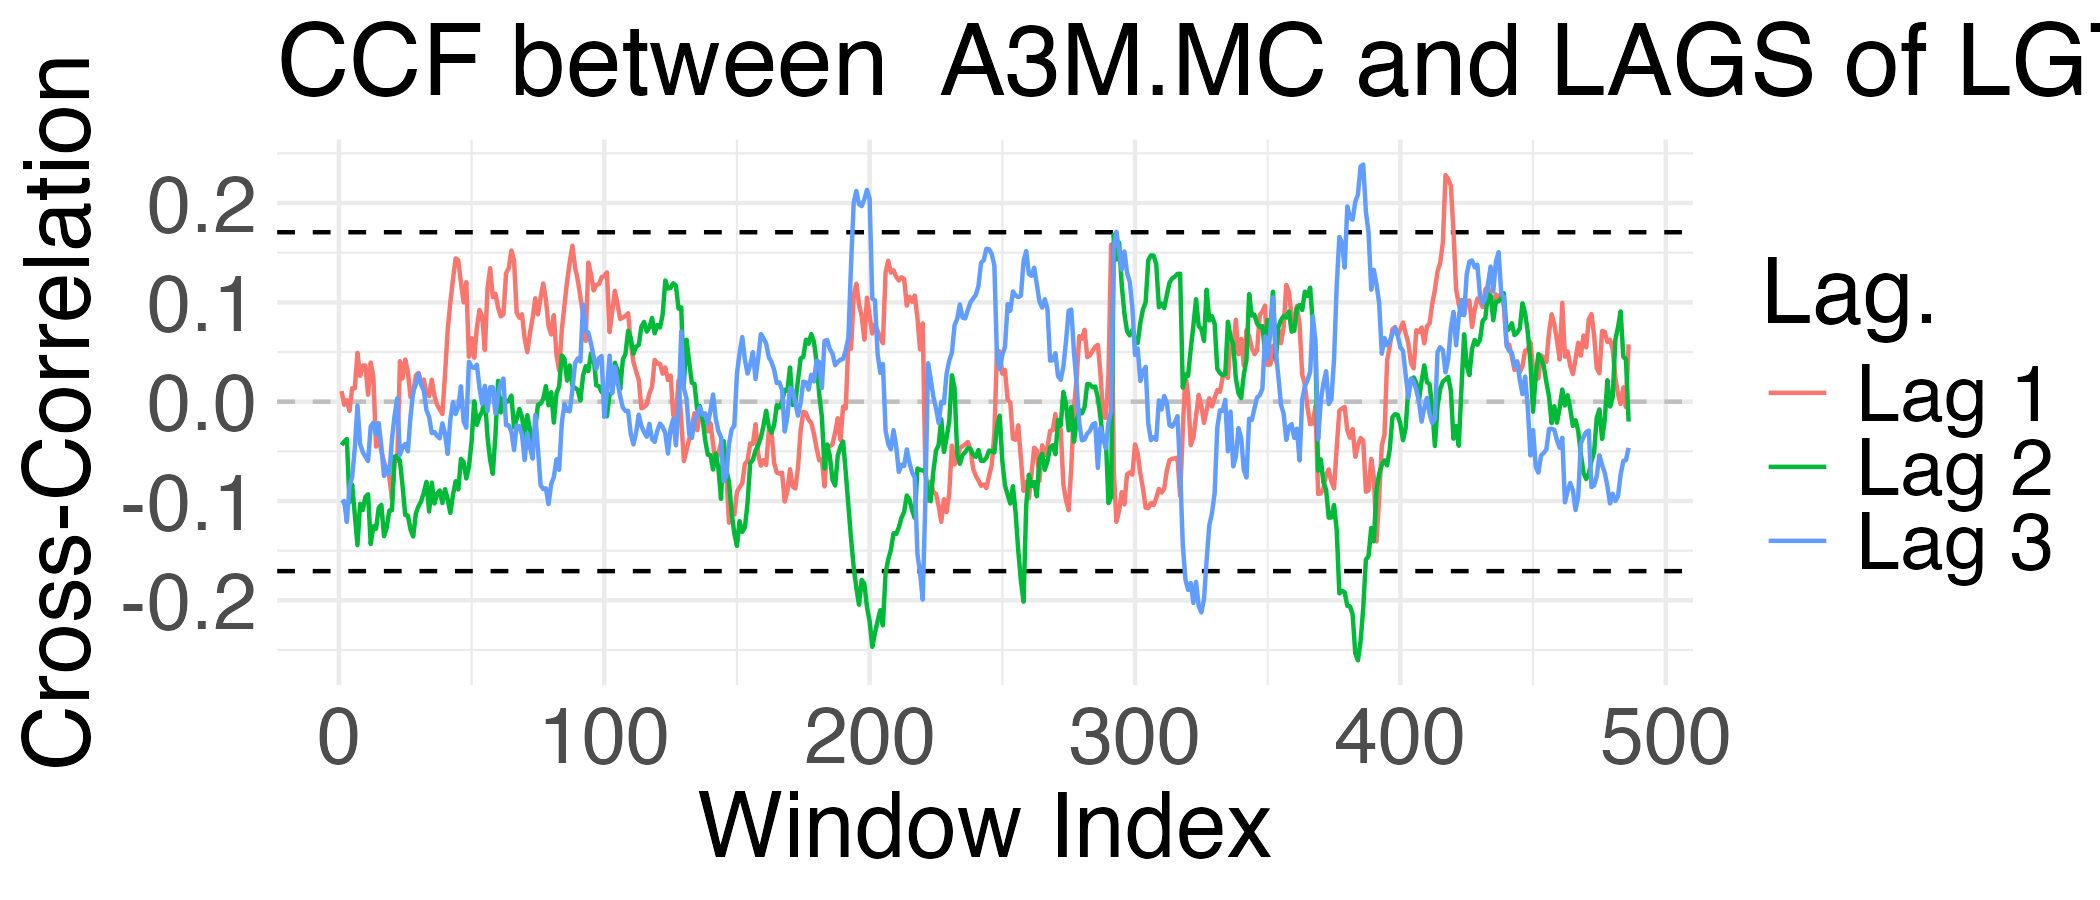 CCF between  A3M.MC and LAGS of LG
Cross-Correlation
0.2
0.1
0.0
-0.1
-0.2
0 100 200 300 400 500
Window Index
Lag.
Lag 1
Lag 2
Lag 3